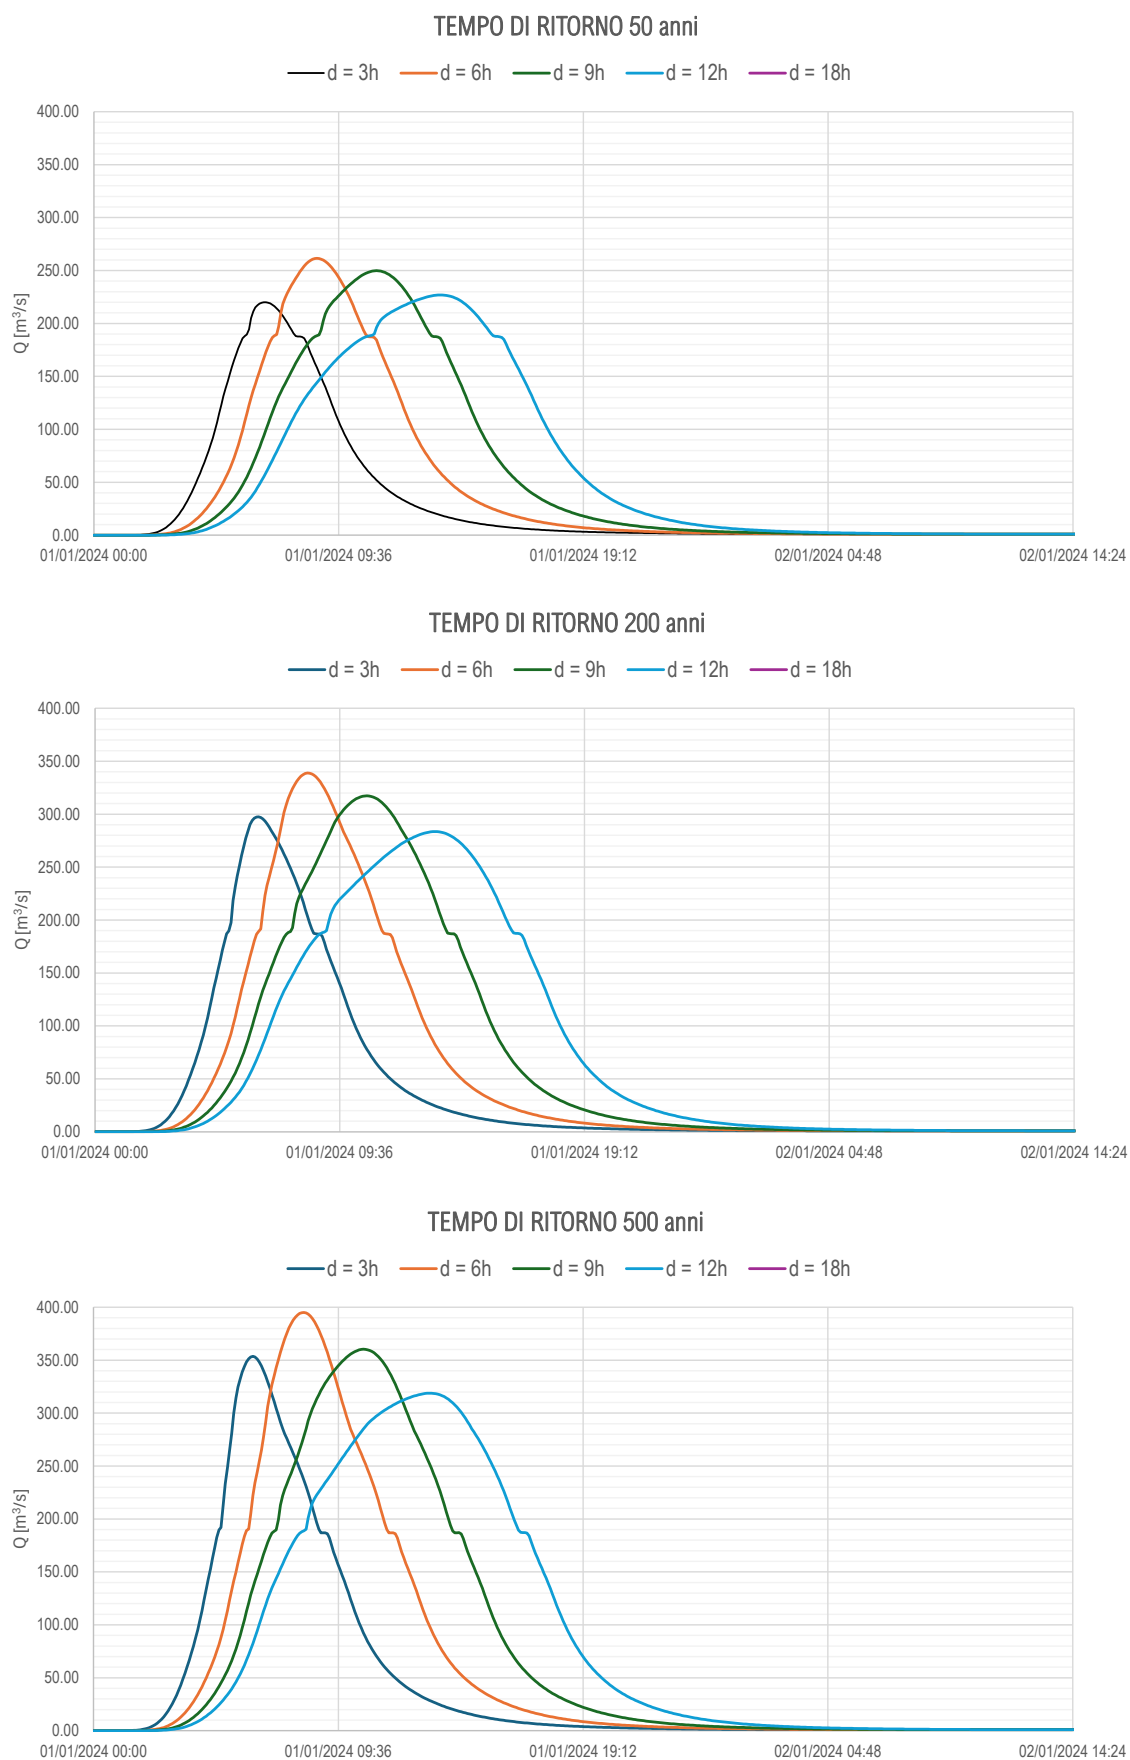 TEMPO DI RITORNO 50 anni
d = 3h d = 6h d = 9h d = 12h d = 18h
400.00
350.00
300.00
250.00
200.00
150.00
100.00
50.00
0.00
Q [m³/s]
01/01/2024 00:00 01/01/2024 09:36 01/01/2024 19:12 02/01/2024 04:48 02/01/2024 14:24
TEMPO DI RITORNO 200 anni
d = 3h d = 6h d = 9h d = 12h d = 18h
400.00
350.00
300.00
250.00
200.00
150.00
100.00
50.00
0.00
Q [m³/s]
01/01/2024 00:00 01/01/2024 09:36 01/01/2024 19:12 02/01/2024 04:48 02/01/2024 14:24
TEMPO DI RITORNO 500 anni
d = 3h d = 6h d = 9h d = 12h d = 18h
400.00
350.00
300.00
250.00
200.00
150.00
100.00
50.00
0.00
Q [m³/s]
01/01/2024 00:00 01/01/2024 09:36 01/01/2024 19:12 02/01/2024 04:48 02/01/2024 14:24